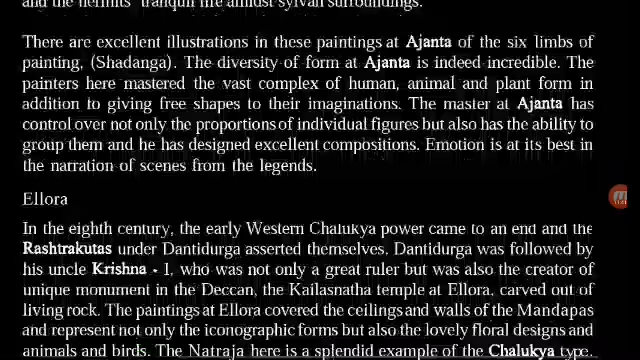 and the hermits' tranquil life amidst sylvan surroundings.
There are excellent illustrations in these paintings at Ajanta of the six limbs of
painting, (Shadanga). The diversity of form at Ajanta is indeed incredible. The
painters here mastered the vast complex of human, animal and plant form in
addition to giving free shapes to their imaginations. The master at Ajanta has
control over not only the proportions of individual figures but also has the ability to
group them and he has designed excellent compositions. Emotion is at its best in
the narration of scenes from the legends.
Ellora
In the eighth century, the early Western Chalukya power came to an end and the
Rashtrakutas under Dantidurga asserted themselves. Dantidurga was followed by
his uncle Krishna - I, who was not only a great ruler but was also the creator of
unique monument in the Deccan, the Kailasnatha temple at Ellora, carved out of
living rock. The paintings at Ellora covered the ceilings and walls of the Mandapas
and represent not only the iconographic forms but also the lovely floral designs and
animals and birds. The Natraja here is a splendid example of the Chalukya type.